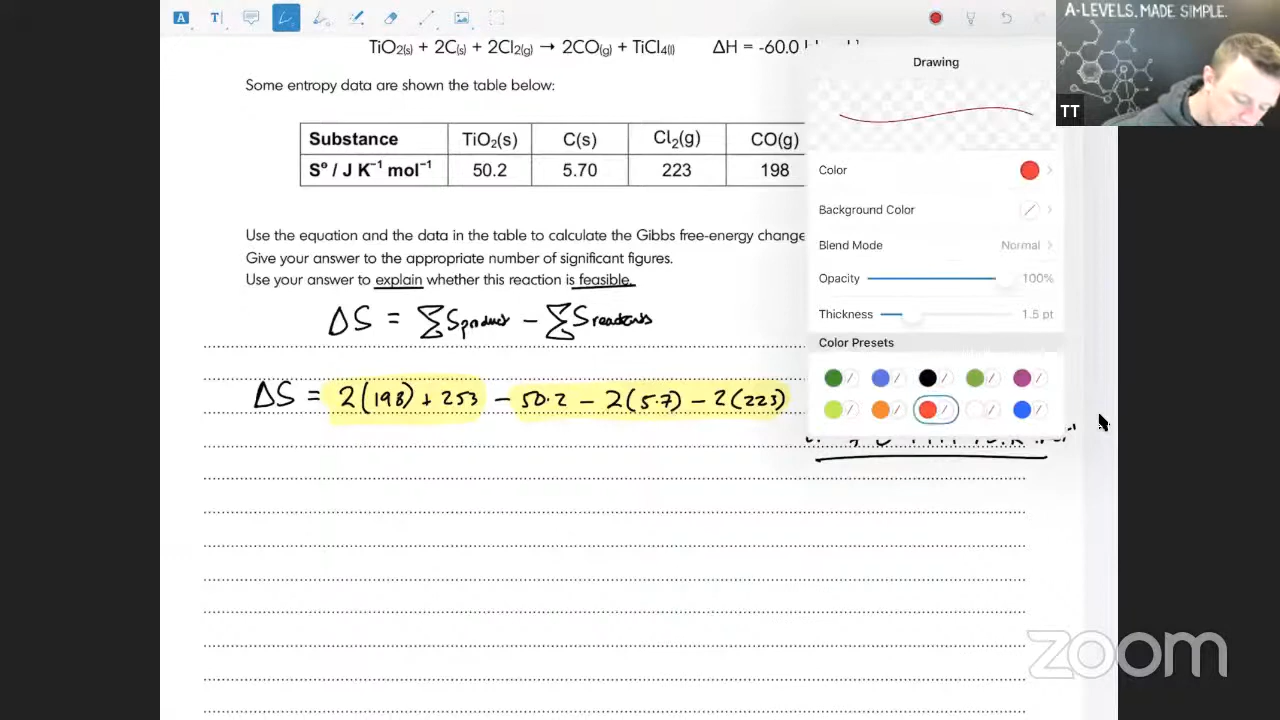 A-LEVELS. MADE SIMPLE.
TT
TiO2(s) + 2C(s) + 2Cl2(g) → 2CO(g) + TiCl4(l) ΔH = -60.0
Some entropy data are shown the table below:
Substance TiO₂(s) C(s) Cl₂(g) CO(g)
S° / J K⁻¹ mol⁻¹ 50.2 5.70 223 198
Use the equation and the data in the table to calculate the Gibbs free-energy change
Give your answer to the appropriate number of significant figures.
Use your answer to explain whether this reaction is feasible.
ΔS = ∑Sproduct − ∑Sreactants
ΔS = 2(198) + 253 − 50.2 − 2(5.7) − 2(223)
Drawing
Color
Background Color
Blend Mode Normal
Opacity 100%
Thickness 1.5 pt
Color Presets
zoom